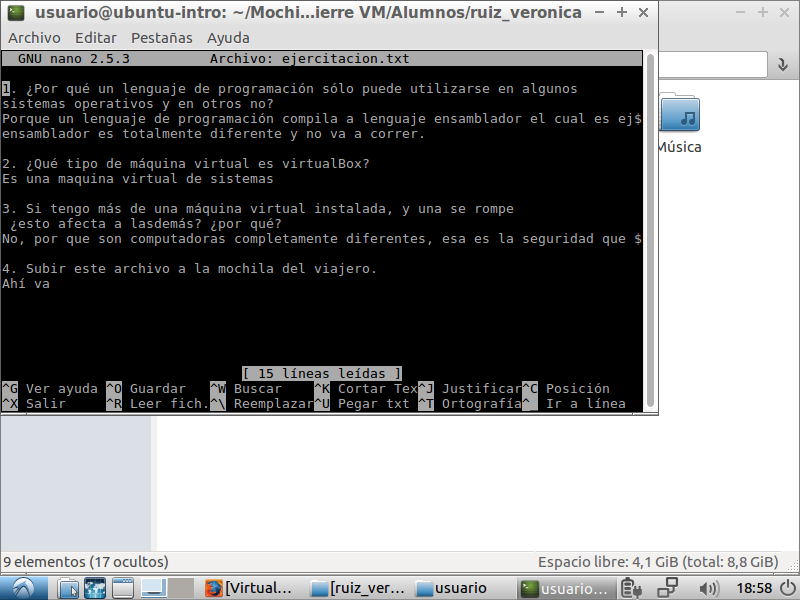 usuario@ubuntu-intro: ~/Mochi...ierre VM/Alumnos/ruiz_veronica
Archivo Editar Pestañas Ayuda
GNU nano 2.5.3 Archivo: ejercitacion.txt
1. ¿Por qué un lenguaje de programación sólo puede utilizarse en algunos
sistemas operativos y en otros no?
Porque un lenguaje de programación compila a lenguaje ensamblador el cual es ej$
ensamblador es totalmente diferente y no va a correr.
2. ¿Qué tipo de máquina virtual es virtualBox?
Es una maquina virtual de sistemas
3. Si tengo más de una máquina virtual instalada, y una se rompe
¿esto afecta a lasdemás? ¿por qué?
No, por que son computadoras completamente diferentes, esa es la seguridad que $
4. Subir este archivo a la mochila del viajero.
Ahí va
[ 15 líneas leídas ]
^G Ver ayuda ^O Guardar ^W Buscar ^K Cortar Tex^J Justificar^C Posición
^X Salir ^R Leer fich.^\ Reemplazar^U Pegar txt ^T Ortografía^_ Ir a línea
Música
9 elementos (17 ocultos) Espacio libre: 4,1 GiB (total: 8,8 GiB)
[Virtual... [ruiz_ver... usuario usuario... 18:58